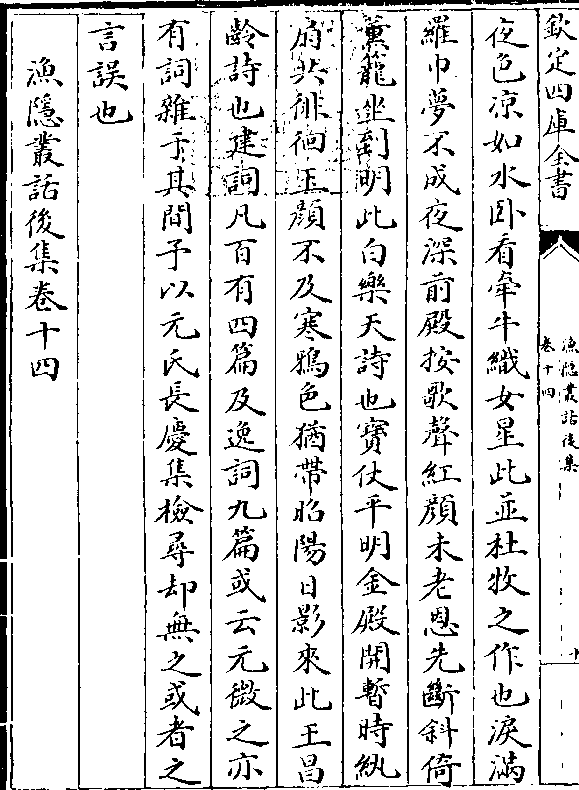 欽定四庫全書
漁隱叢話後集
卷十四
十
夜色凉如水卧看牽牛織女星此並杜牧之作也淚滿
羅巾夢不成夜深前殿按歌聲紅顔未老恩先斷斜倚
薫籠坐到明此白樂天詩也寳仗平明金殿開暫時紈
扇共徘徊玉顔不及寒鴉色猶帶昭陽日影來此王昌
齡詩也建詞凡百有四篇及逸詞九篇或云元微之亦
有詞雜于其間予以元氏長慶集檢尋却無之或者之
言誤也
漁隱叢話後集卷十四